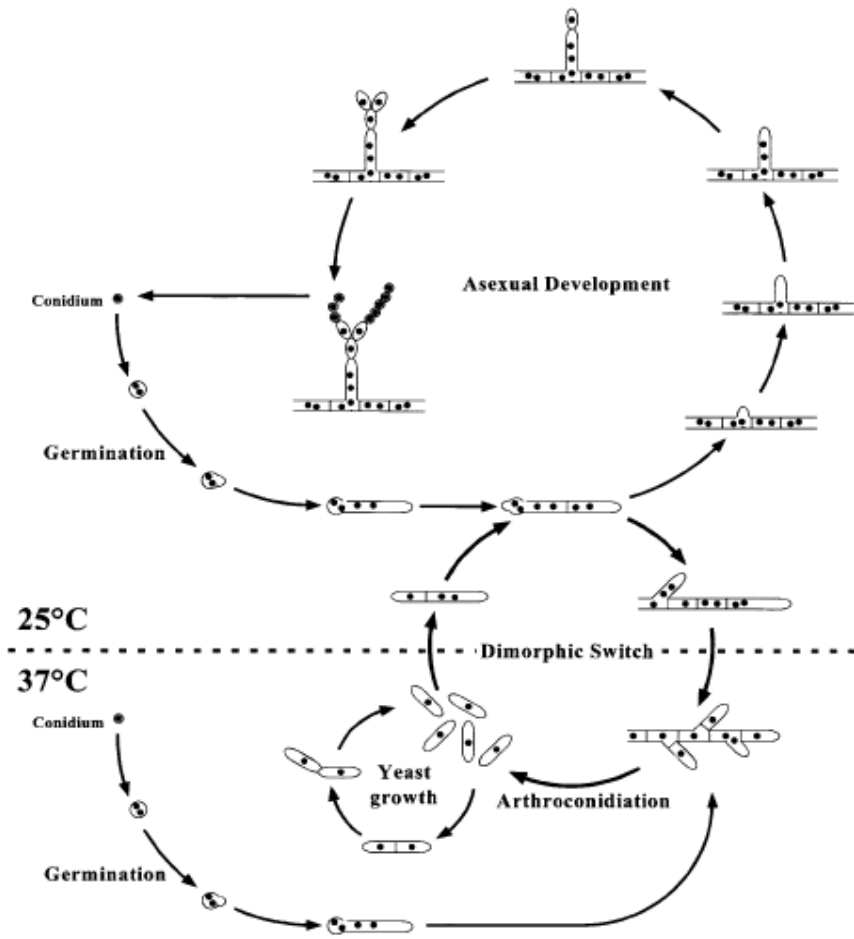 Asexual Development
Conidium
Germination
25°C
Dimorphic Switch
37°C
Conidium
Yeast
growth
Arthroconidiation
Germination